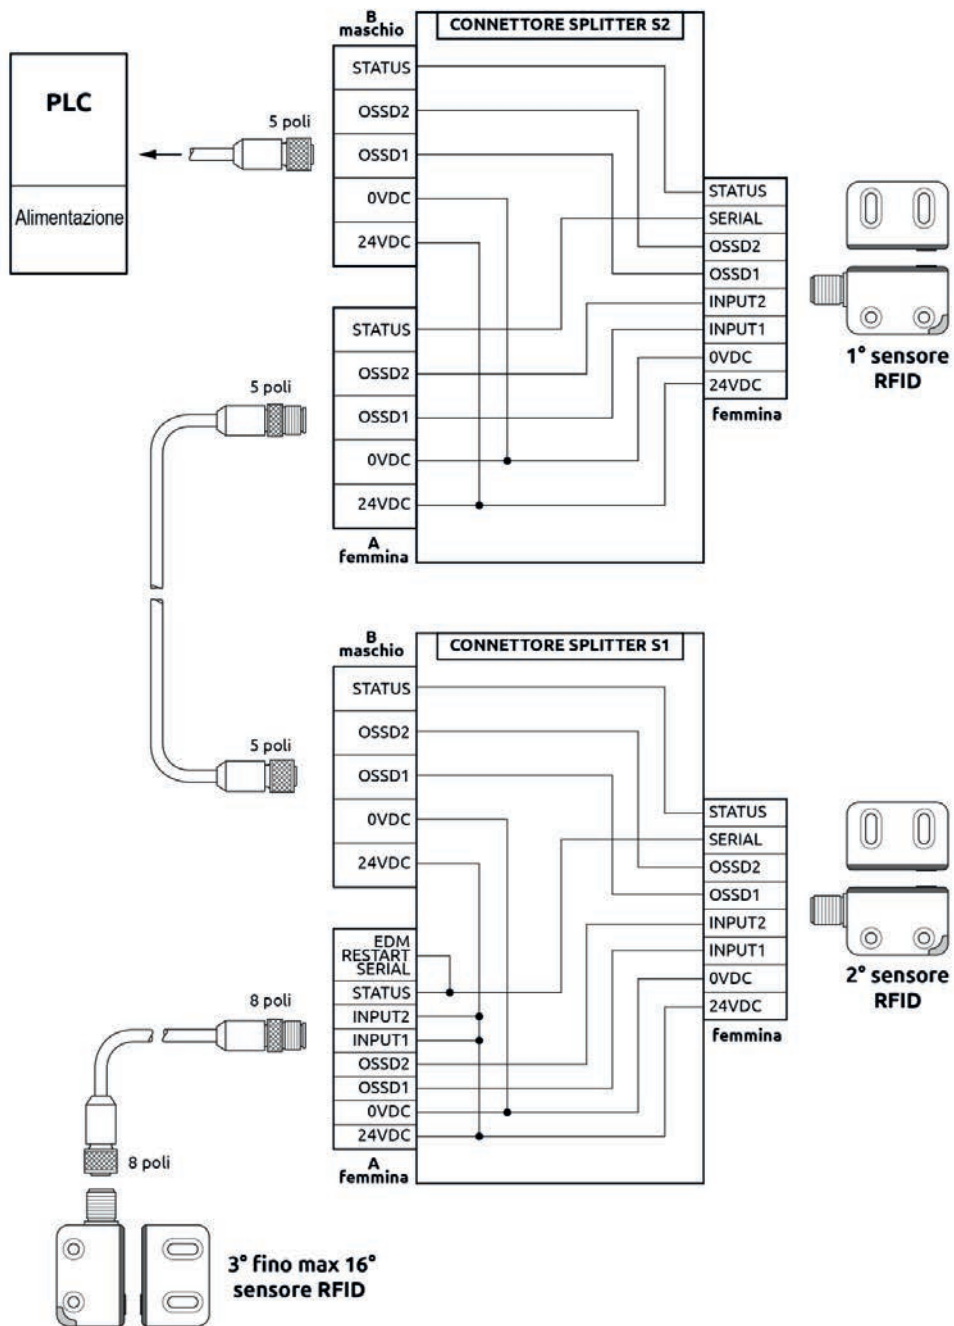 B
maschio
CONNETTORE SPLITTER S2
PLC
Alimentazione
5 poli
STATUS
OSSD2
OSSD1
0VDC
24VDC
STATUS
SERIAL
OSSD2
OSSD1
INPUT2
INPUT1
0VDC
24VDC
femmina
1° sensore
RFID
STATUS
OSSD2
OSSD1
0VDC
24VDC
A
femmina
5 poli
B
maschio
CONNETTORE SPLITTER S1
STATUS
OSSD2
OSSD1
0VDC
24VDC
5 poli
STATUS
SERIAL
OSSD2
OSSD1
INPUT2
INPUT1
0VDC
24VDC
femmina
2° sensore
RFID
EDM
RESTART
SERIAL
STATUS
INPUT2
INPUT1
OSSD2
OSSD1
0VDC
24VDC
A
femmina
8 poli
8 poli
3° fino max 16°
sensore RFID